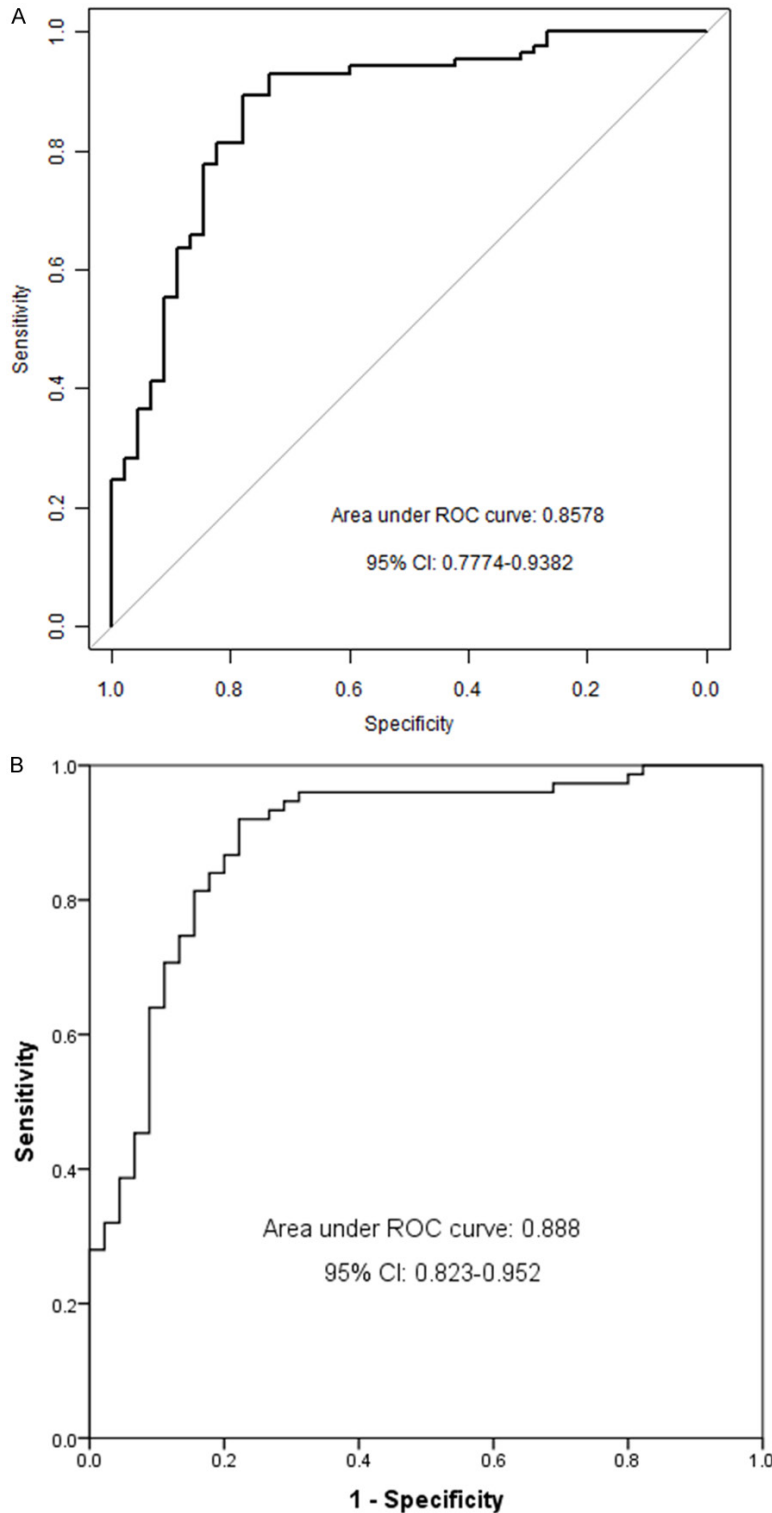 A
1.0
0.8
0.6
0.4
0.2
0.0
Sensitivity
Area under ROC curve: 0.8578
95% CI: 0.7774-0.9382
1.0 0.8 0.6 0.4 0.2 0.0
Specificity
B
1.0
0.8
0.6
0.4
0.2
0.0
Sensitivity
Area under ROC curve: 0.888
95% CI: 0.823-0.952
0.0 0.2 0.4 0.6 0.8 1.0
1 - Specificity